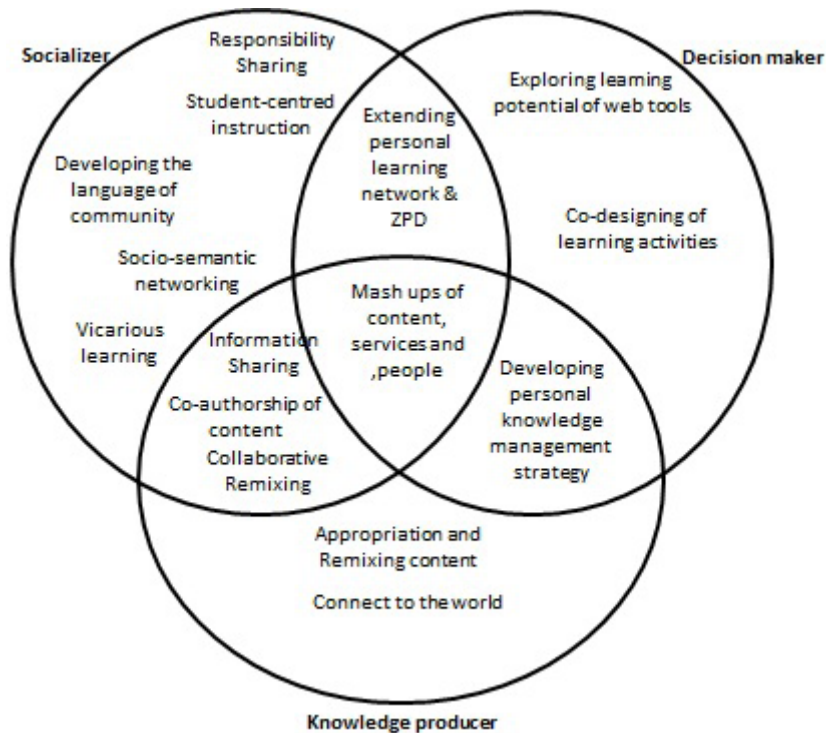 Socializer
Responsibility
Sharing
Student-centred
instruction
Developing the
language of
community
Socio-semantic
networking
Vicarious
learning
Extending
personal
learning
network &
ZPD
Decision maker
Exploring learning
potential of web tools
Co-designing of
learning activities
Mash ups of
content,
services and
,people
Information
Sharing
Co-authorship of
content
Collaborative
Remixing
Developing
personal
knowledge
management
strategy
Appropriation and
Remixing content
Connect to the world
Knowledge producer